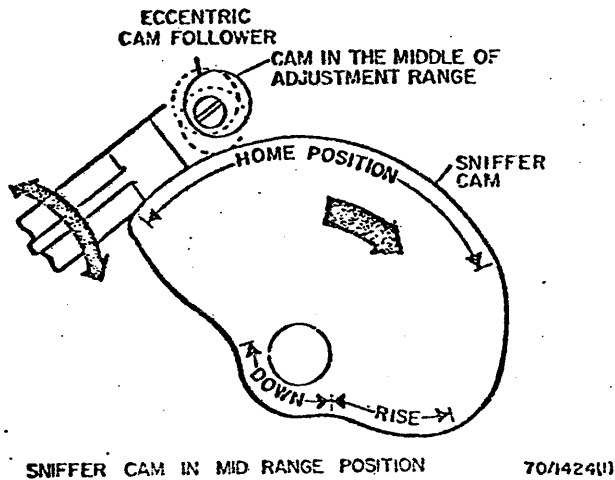 ECCENTRIC
CAM FOLLOWER
CAM IN THE MIDDLE OF
ADJUSTMENT RANGE
HOME POSITION
SNIFFER
CAM
DOWN
RISE
SNIFFER CAM IN MID RANGE POSITION
70/1424(1)